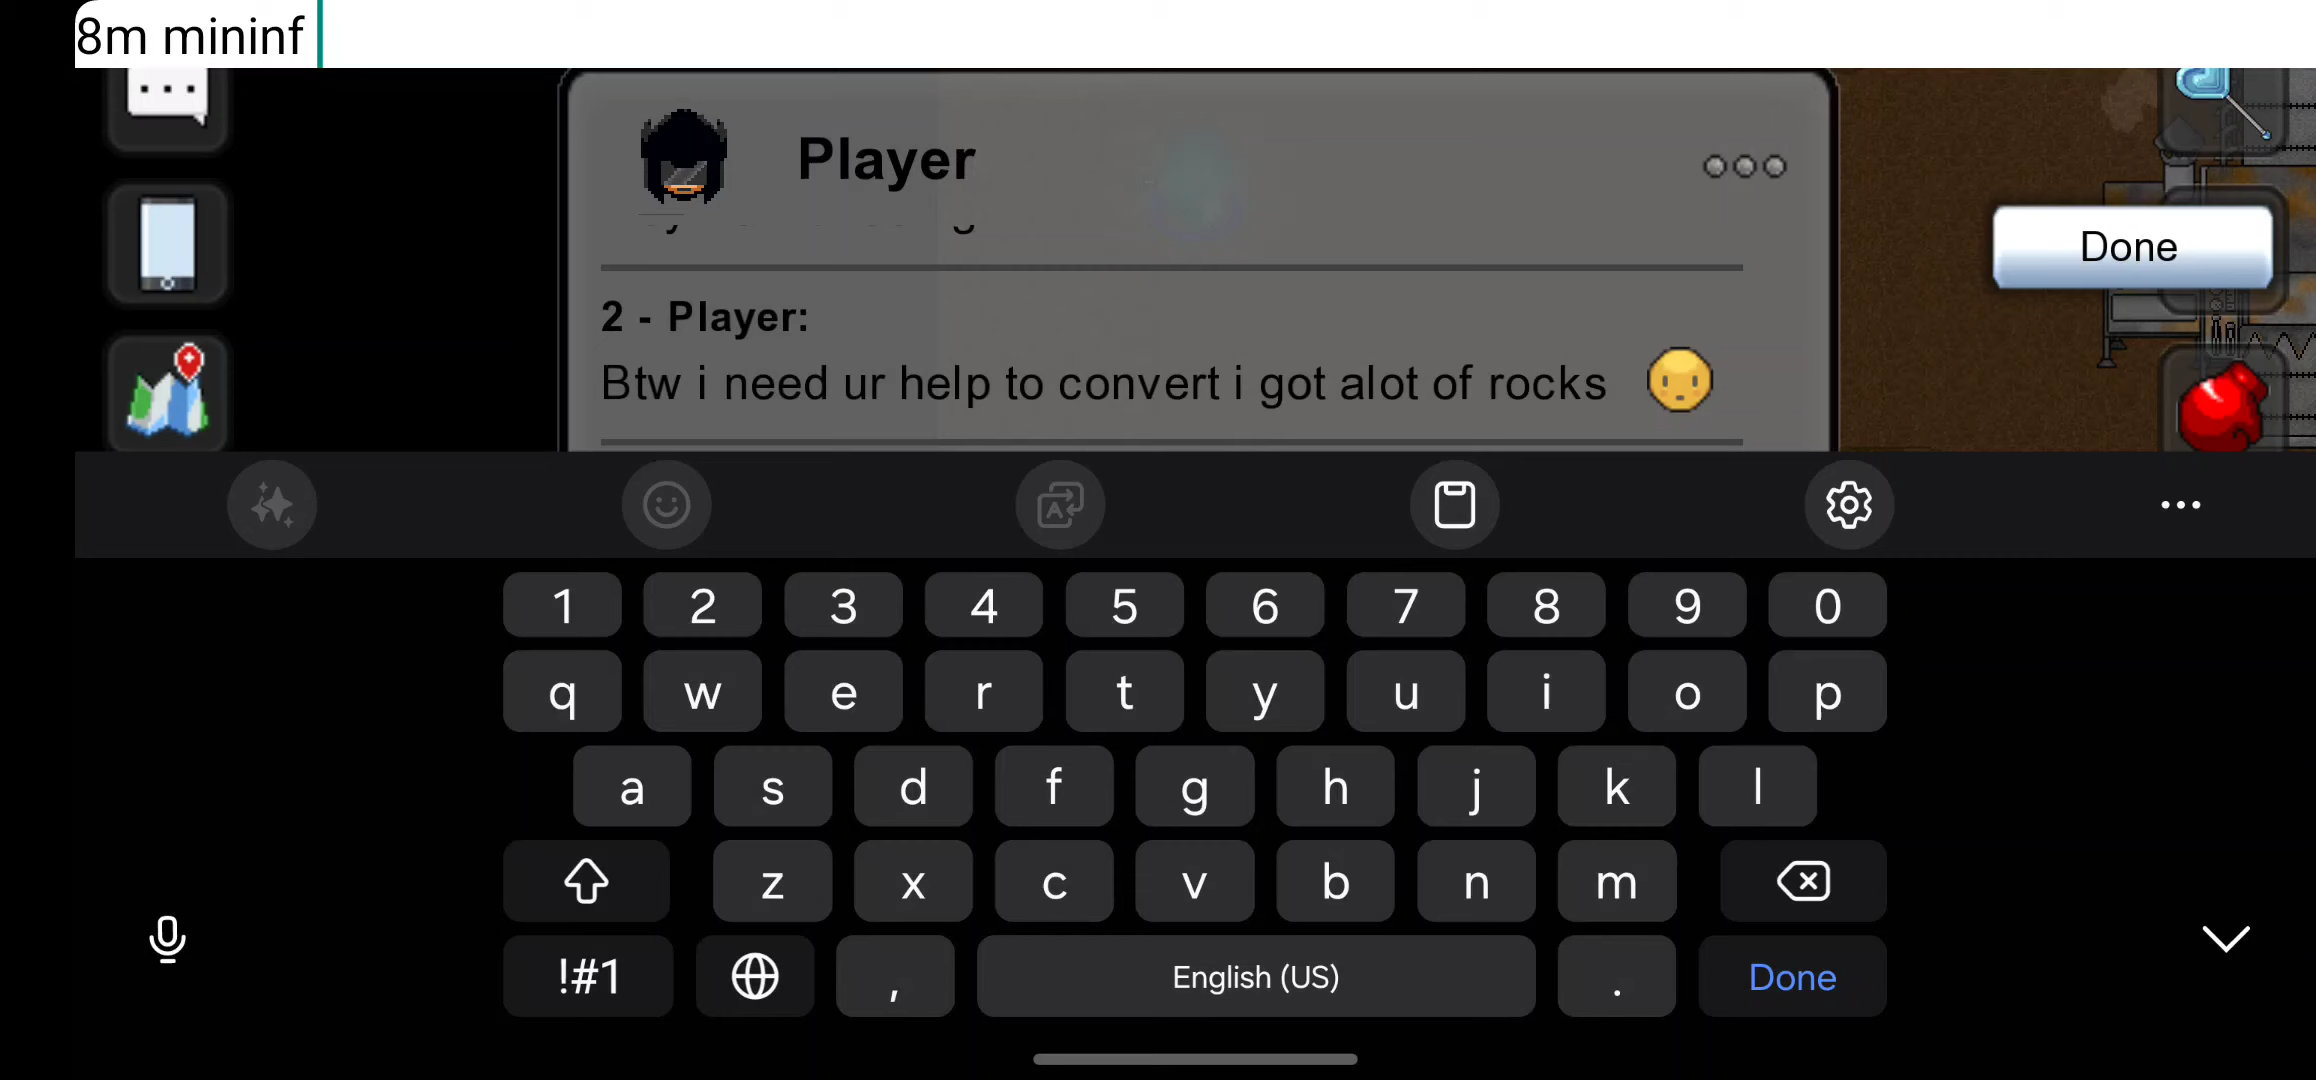 8m mininf
Player
2 - Player:
Btw i need ur help to convert i got alot of rocks
Done
1 2 3 4 5 6 7 8 9 0
q w e r t y u i o p
a s d f g h j k l
z x c v b n m
!#1 , English (US) . Done